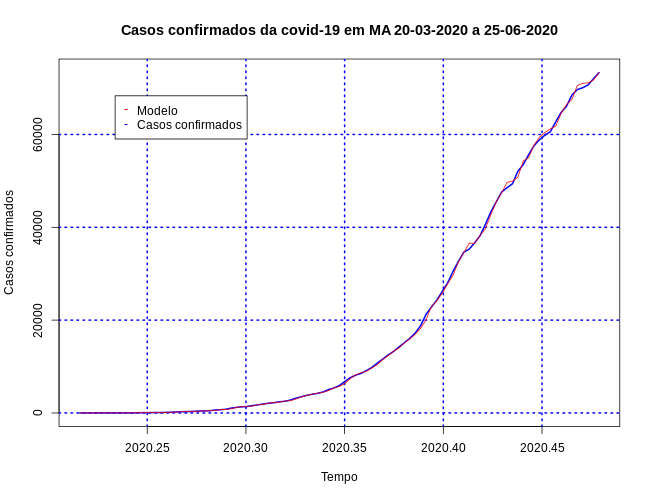 Casos confirmados da covid-19 em MA 20-03-2020 a 25-06-2020
Modelo
Casos confirmados
Casos confirmados
60000
40000
20000
0
2020.25 2020.30 2020.35 2020.40 2020.45
Tempo